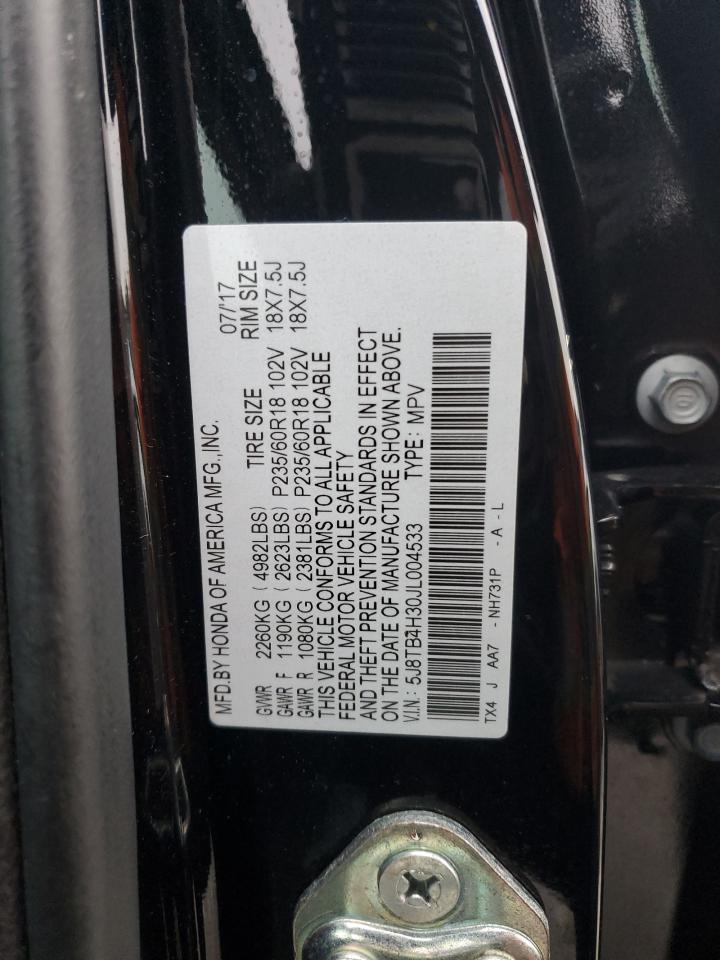 MFD.BY HONDA OF AMERICA MFG.,INC. 07/'17
GVWR 2260KG (4982LBS) TIRE SIZE RIM SIZE
GAWR F 1190KG (2623LBS) P235/60R18 102V 18X7.5J
GAWR R 1080KG (2381LBS) P235/60R18 102V 18X7.5J
THIS VEHICLE CONFORMS TO ALL APPLICABLE
FEDERAL MOTOR VEHICLE SAFETY
AND THEFT PREVENTION STANDARDS IN EFFECT
ON THE DATE OF MANUFACTURE SHOWN ABOVE.
V.I.N.: 5J8TB4H30JL004533 TYPE: MPV
TX4 J AA7 - NH731P - A - L